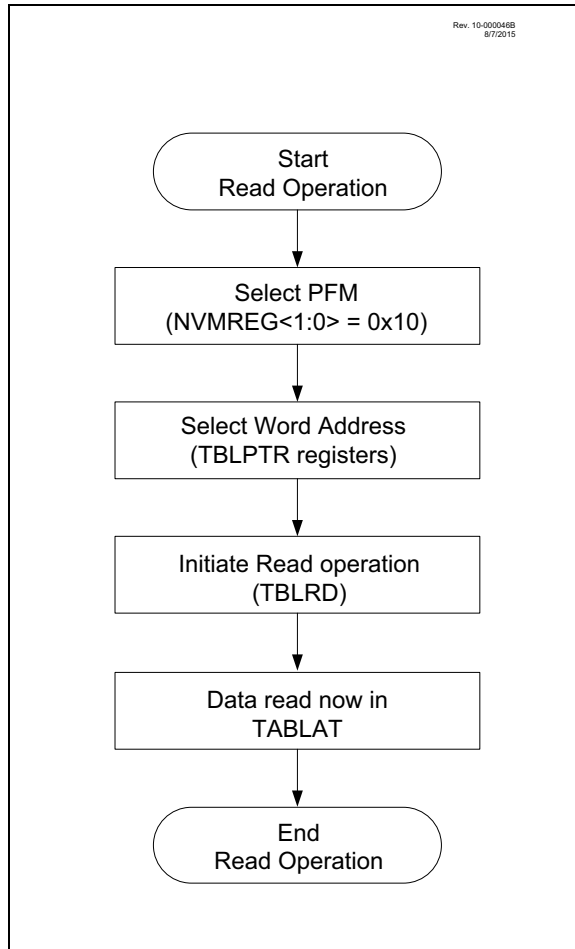 Rev. 10-000046B
8/7/2015
Start
Read Operation
Select PFM
(NVMREG<1:0> = 0x10)
Select Word Address
(TBLPTR registers)
Initiate Read operation
(TBLRD)
Data read now in
TABLAT
End
Read Operation